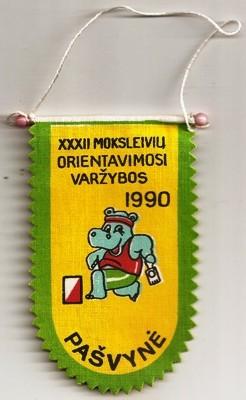 XXXII MOKSLEIVIŲ
ORIENTAVIMOSI
VARŽYBOS
1990
PAŠVYNĖ